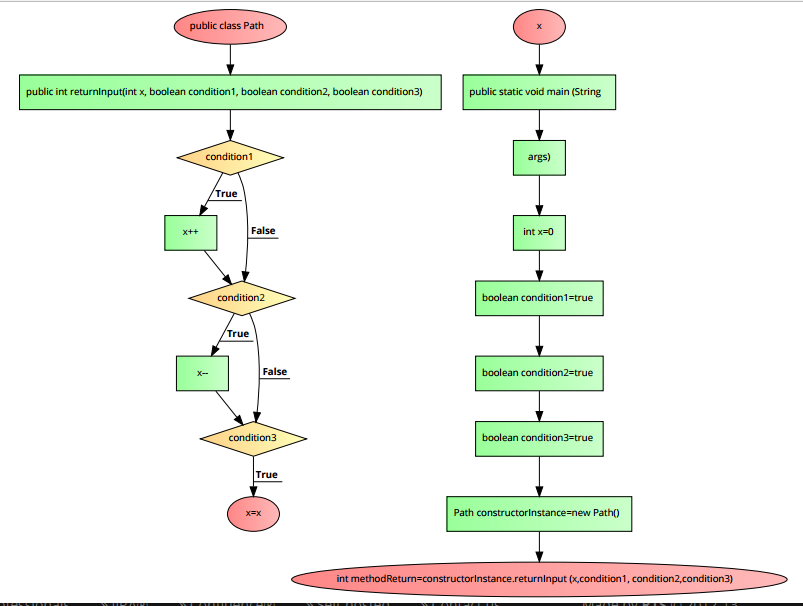 public class Path
public int returnInput(int x, boolean condition1, boolean condition2, boolean condition3)
condition1
True
False
x++
condition2
True
False
x--
condition3
True
x=x
x
public static void main (String
args)
int x=0
boolean condition1=true
boolean condition2=true
boolean condition3=true
Path constructorInstance=new Path()
int methodReturn=constructorInstance.returnInput (x,condition1, condition2,condition3)